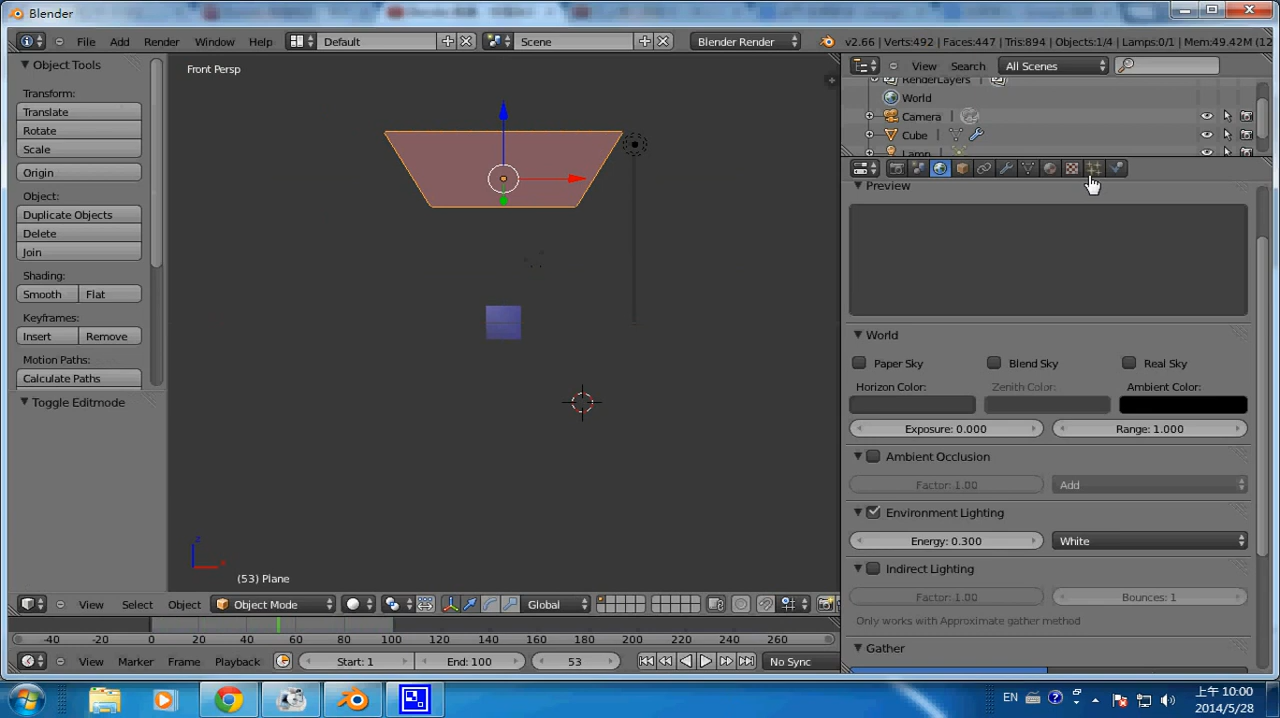 Blender
File Add Render Window Help Default Scene Blender Render v2.66 | Verts:492 | Faces:447 | Tris:894 | Objects:1/4 | Lamps:0/1 | Mem:49.42M (12
Object Tools
Transform:
Translate
Rotate
Scale
Origin
Object:
Duplicate Objects
Delete
Join
Shading:
Smooth Flat
Keyframes:
Insert Remove
Motion Paths:
Calculate Paths
Toggle Editmode
Front Persp
z
x
(53) Plane
View Search All Scenes
RenderLayers
World
Camera
Cube
Lamp
Preview
World
Paper Sky Blend Sky Real Sky
Horizon Color: Zenith Color: Ambient Color:
Exposure: 0.000 Range: 1.000
Ambient Occlusion
Factor: 1.00 Add
Environment Lighting
Energy: 0.300 White
Indirect Lighting
Factor: 1.00 Bounces: 1
Only works with Approximate gather method
Gather
View Select Object Object Mode Global
-40 -20 0 20 40 60 80 100 120 140 160 180 200 220 240 260
View Marker Frame Playback Start: 1 End: 100 53 No Sync
EN
上午 10:00
2014/5/28